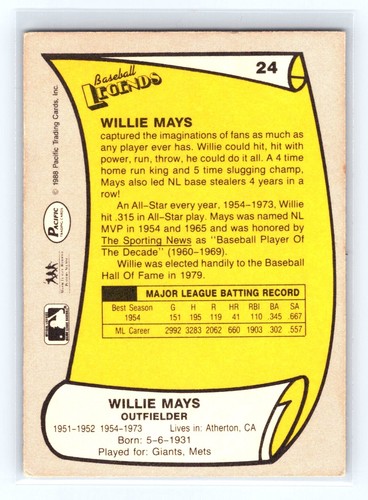 Baseball
LEGENDS
24
WILLIE MAYS
captured the imaginations of fans as much as
any player ever has. Willie could hit, hit with
power, run, throw, he could do it all. A 4 time
home run king and 5 time slugging champ,
Mays also led NL base stealers 4 years in a
row!
An All-Star every year, 1954–1973, Willie
hit .315 in All-Star play. Mays was named NL
MVP in 1954 and 1965 and was honored by
The Sporting News as "Baseball Player Of
The Decade" (1960–1969).
Willie was elected handily to the Baseball
Hall Of Fame in 1979.
MAJOR LEAGUE BATTING RECORD
Best Season G H R HR RBI BA SA
1954 151 195 119 41 110 .345 .667
ML Career 2992 3283 2062 660 1903 .302 .557
WILLIE MAYS
OUTFIELDER
1951–1952 1954–1973 Lives in: Atherton, CA
Born: 5-6-1931
Played for: Giants, Mets
© 1988 Pacific Trading Cards, Inc.
PACIFIC